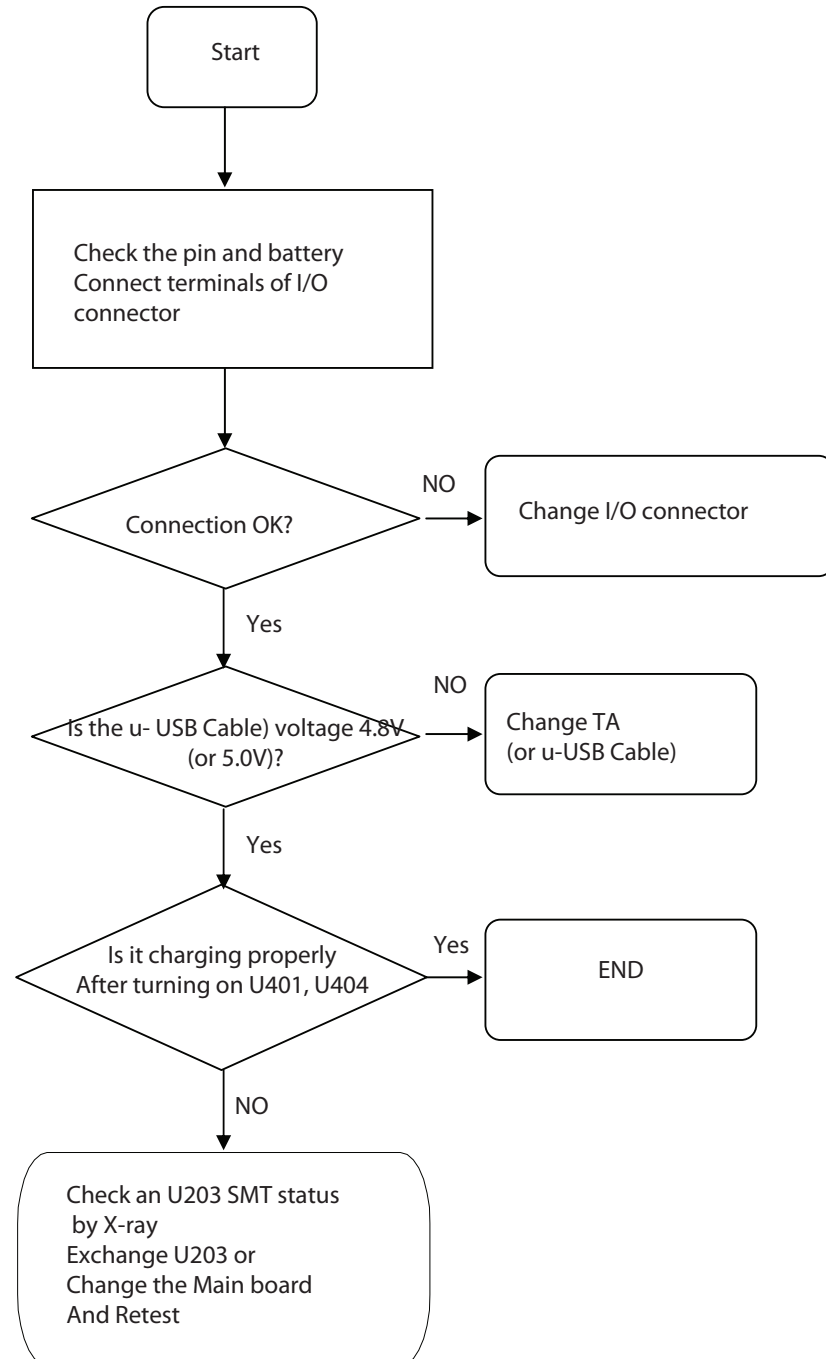 Start
Check the pin and battery
Connect terminals of I/O
connector
Connection OK?
NO
Change I/O connector
Yes
Is the u- USB Cable) voltage 4.8V
(or 5.0V)?
NO
Change TA
(or u-USB Cable)
Yes
Is it charging properly
After turning on U401, U404
Yes
END
NO
Check an U203 SMT status
by X-ray
Exchange U203 or
Change the Main board
And Retest